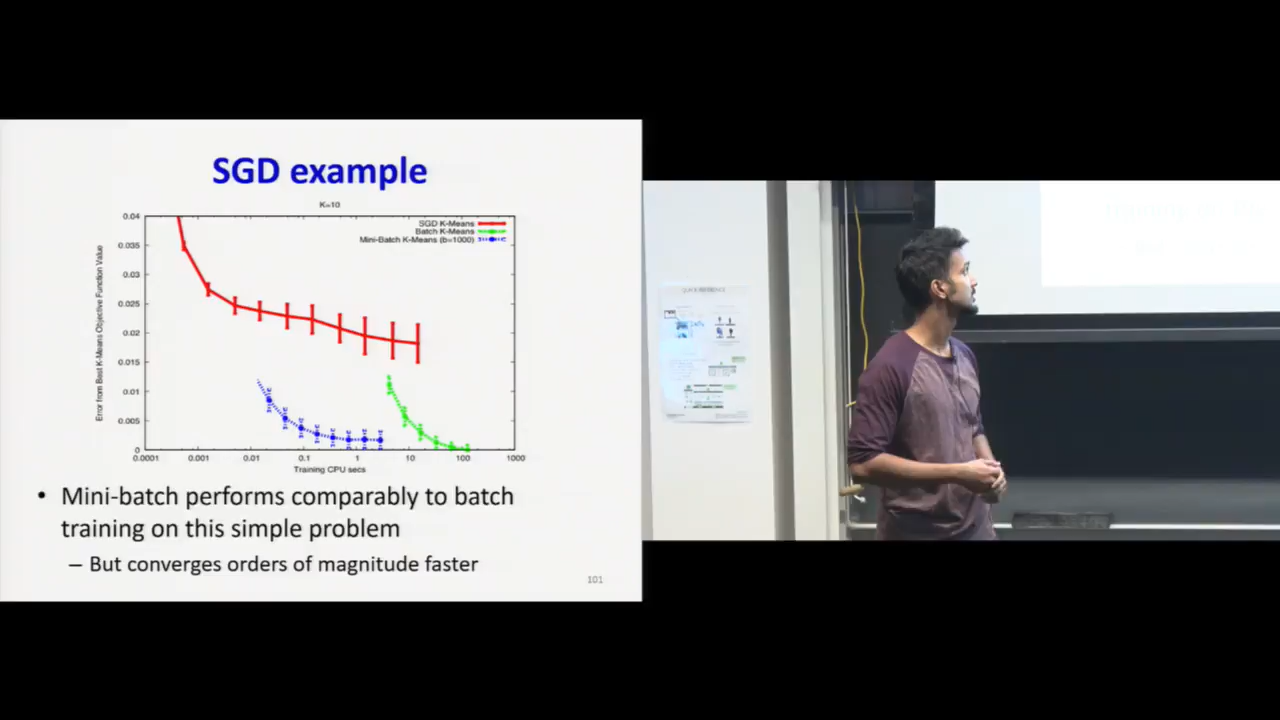 SGD example
K=10
0.04
0.035
0.03
0.025
0.02
0.015
0.01
0.005
0
Error from Best K-Means Objective Function Value
SGD K-Means
Batch K-Means
Mini-Batch K-Means (b=1000)
0.0001 0.001 0.01 0.1 1 10 100 1000
Training CPU secs
• Mini-batch performs comparably to batch
training on this simple problem
– But converges orders of magnitude faster
101